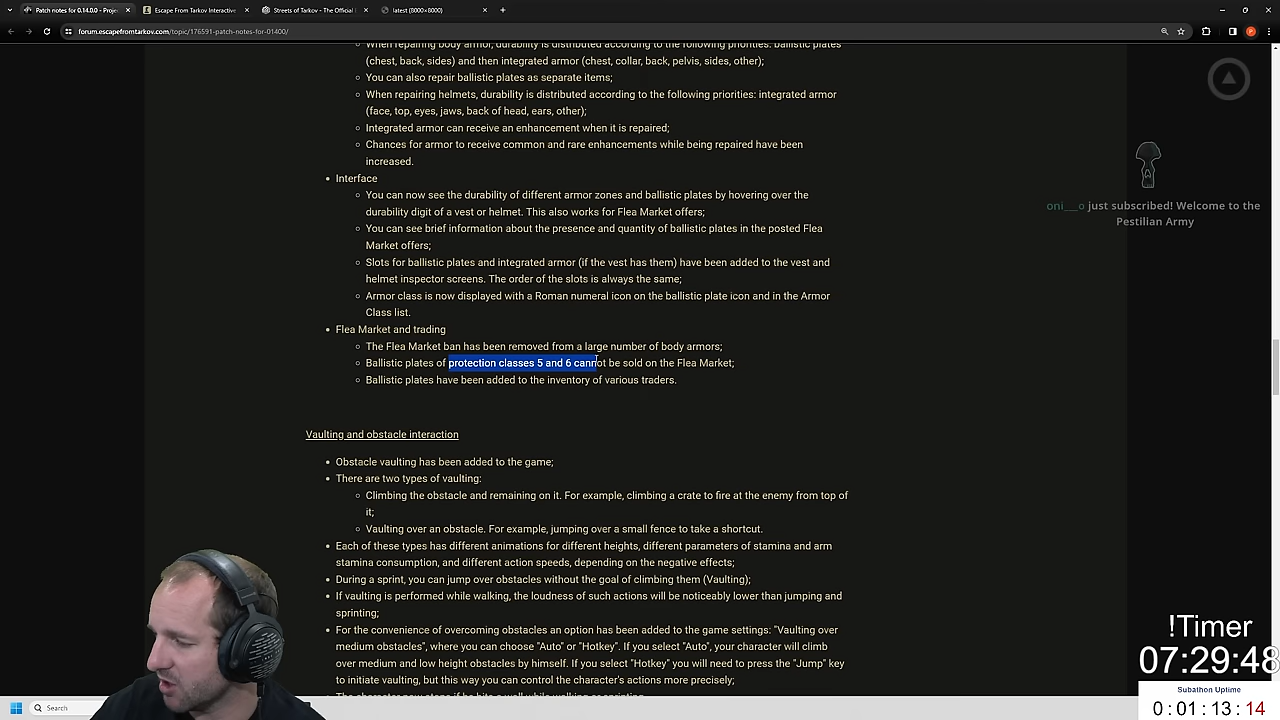 Patch notes for 0.14.0.0 - Proje
Escape From Tarkov Interactive
Streets of Tarkov - The Official
latest (8000×8000)
forum.escapefromtarkov.com/topic/176591-patch-notes-for-01400/
When repairing body armor, durability is distributed according to the following priorities: ballistic plates
(chest, back, sides) and then integrated armor (chest, collar, back, pelvis, sides, other);
You can also repair ballistic plates as separate items;
When repairing helmets, durability is distributed according to the following priorities: integrated armor
(face, top, eyes, jaws, back of head, ears, other);
Integrated armor can receive an enhancement when it is repaired;
Chances for armor to receive common and rare enhancements while being repaired have been
increased.
Interface
You can now see the durability of different armor zones and ballistic plates by hovering over the
durability digit of a vest or helmet. This also works for Flea Market offers;
You can see brief information about the presence and quantity of ballistic plates in the posted Flea
Market offers;
Slots for ballistic plates and integrated armor (if the vest has them) have been added to the vest and
helmet inspector screens. The order of the slots is always the same;
Armor class is now displayed with a Roman numeral icon on the ballistic plate icon and in the Armor
Class list.
Flea Market and trading
The Flea Market ban has been removed from a large number of body armors;
Ballistic plates of protection classes 5 and 6 cannot be sold on the Flea Market;
Ballistic plates have been added to the inventory of various traders.
Vaulting and obstacle interaction
Obstacle vaulting has been added to the game;
There are two types of vaulting:
Climbing the obstacle and remaining on it. For example, climbing a crate to fire at the enemy from top of
it;
Vaulting over an obstacle. For example, jumping over a small fence to take a shortcut.
Each of these types has different animations for different heights, different parameters of stamina and arm
stamina consumption, and different action speeds, depending on the negative effects;
During a sprint, you can jump over obstacles without the goal of climbing them (Vaulting);
If vaulting is performed while walking, the loudness of such actions will be noticeably lower than jumping and
sprinting;
For the convenience of overcoming obstacles an option has been added to the game settings: "Vaulting over
medium obstacles", where you can choose "Auto" or "Hotkey". If you select "Auto", your character will climb
over medium and low height obstacles by himself. If you select "Hotkey" you will need to press the "Jump" key
to initiate vaulting, but this way you can control the character's actions more precisely;
oni___o just subscribed! Welcome to the
Pestilian Army
!Timer
07:29:48
Subathon Uptime
0:01:13:14
Search